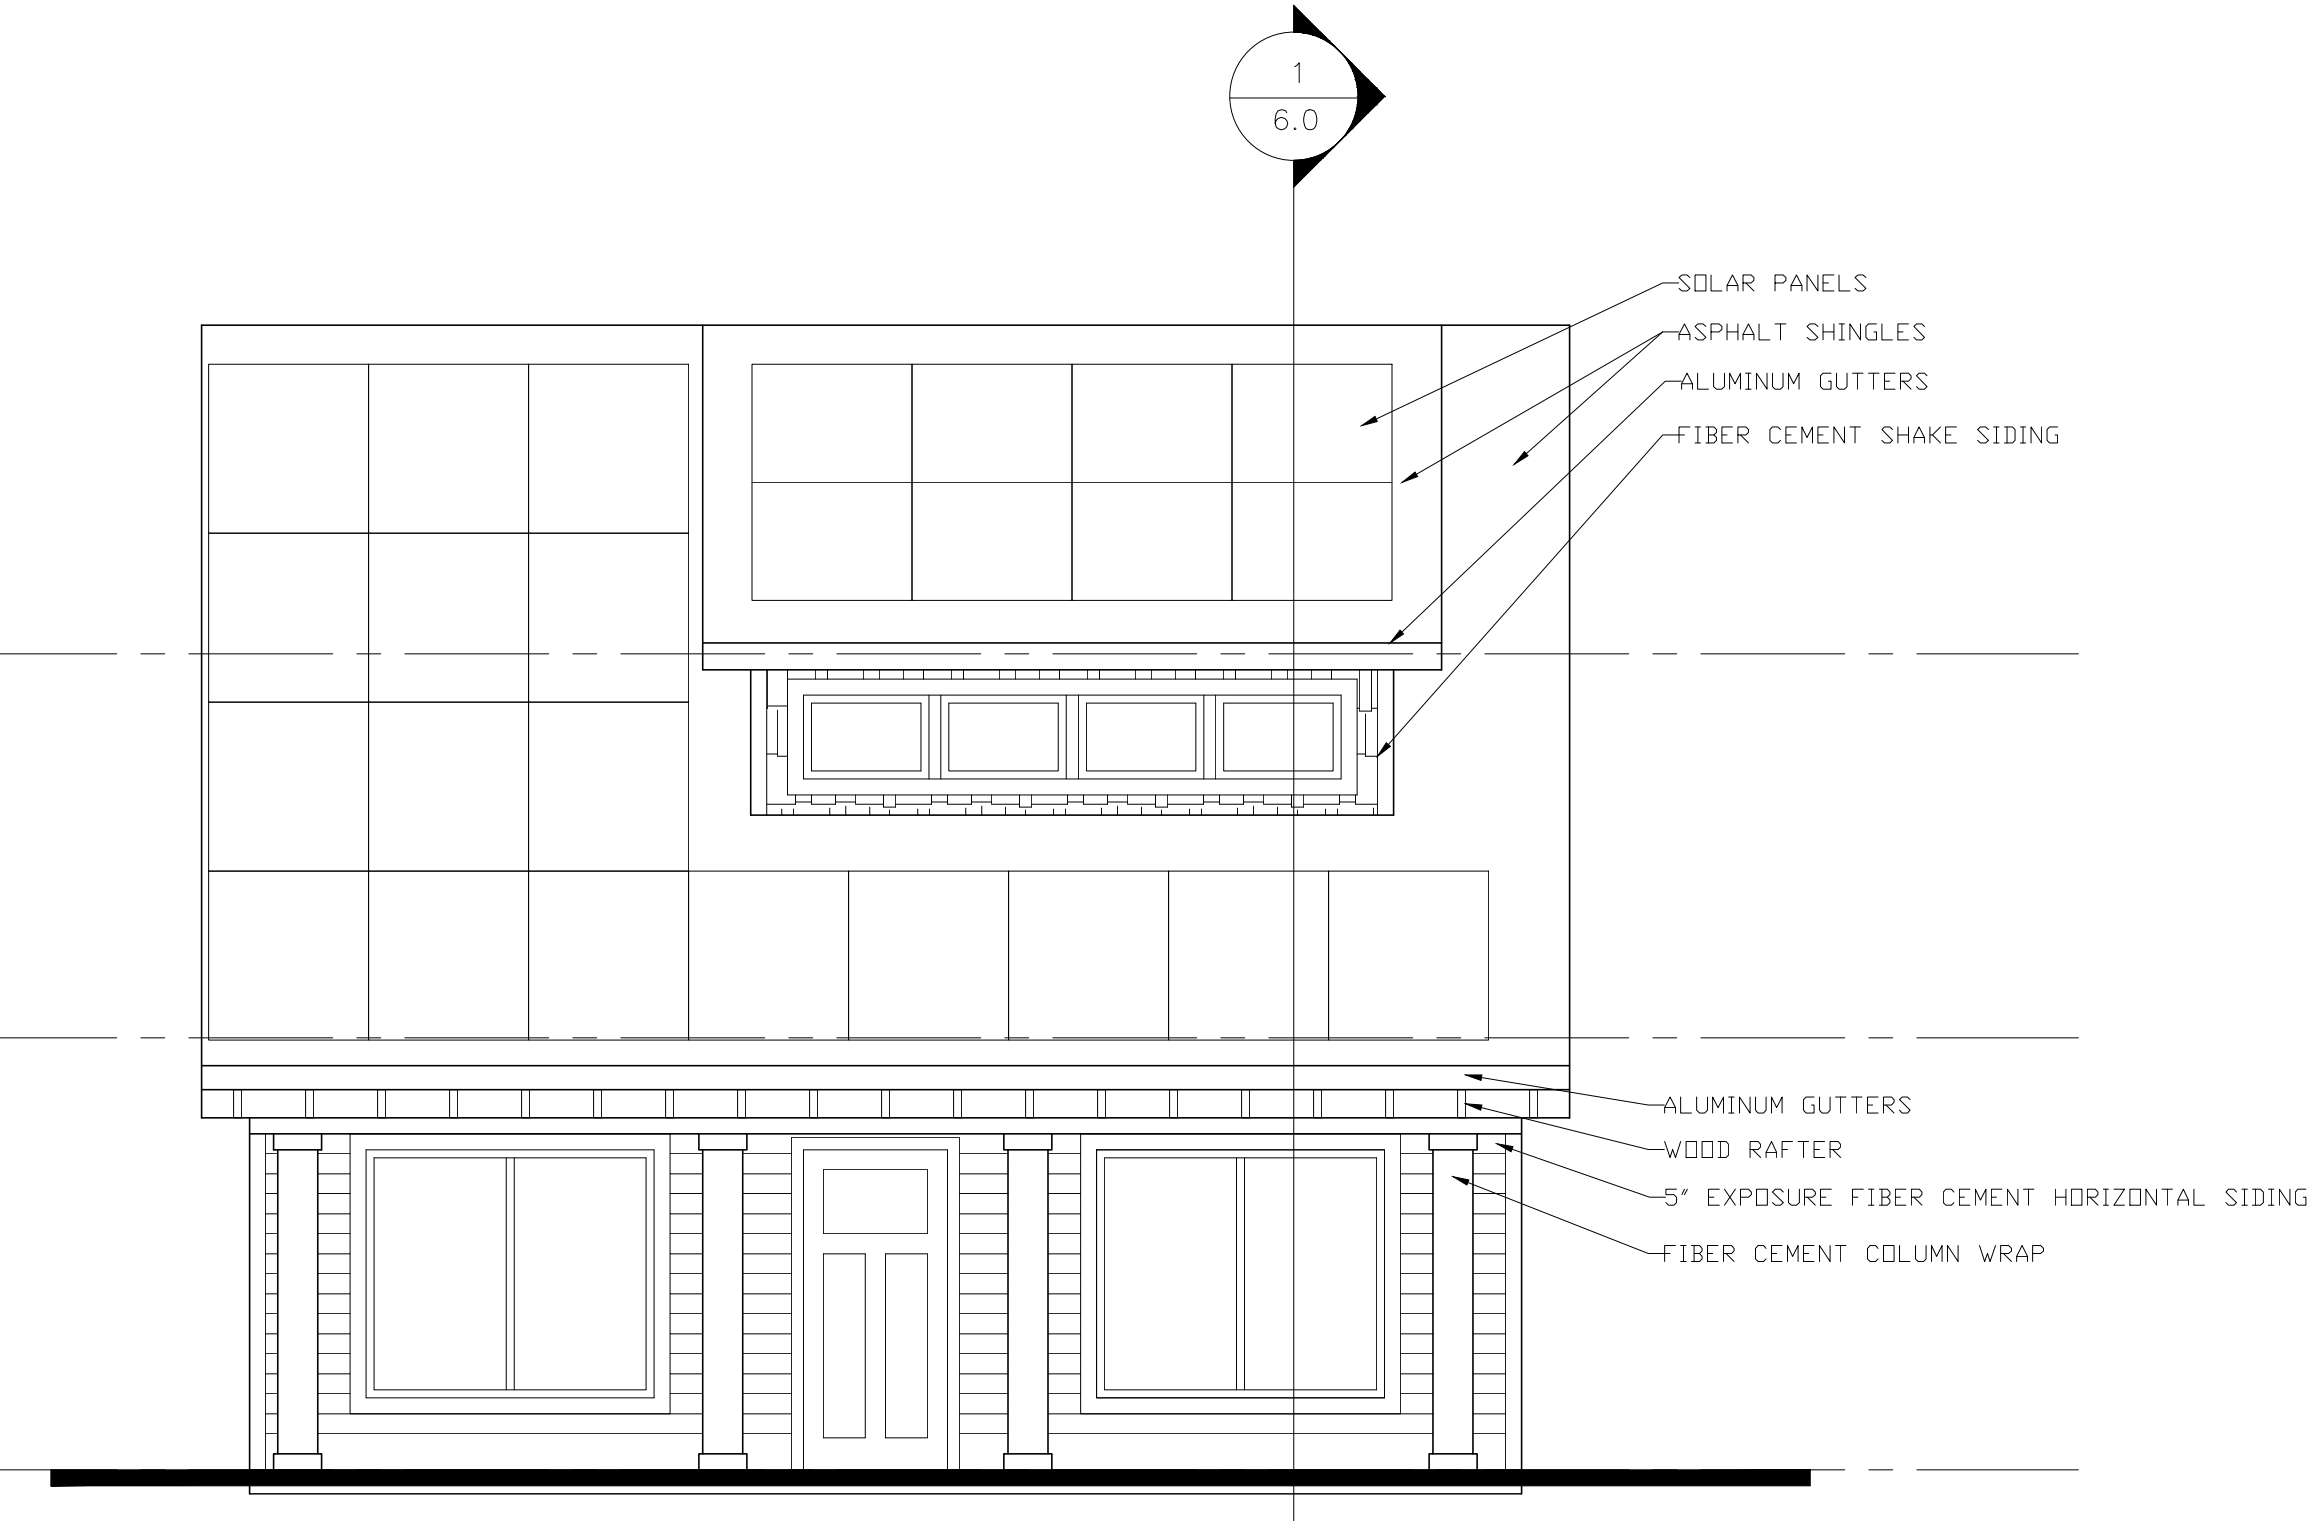 1
6.0
SOLAR PANELS
ASPHALT SHINGLES
ALUMINUM GUTTERS
FIBER CEMENT SHAKE SIDING
ALUMINUM GUTTERS
WOOD RAFTER
5" EXPOSURE FIBER CEMENT HORIZONTAL SIDING
FIBER CEMENT COLUMN WRAP